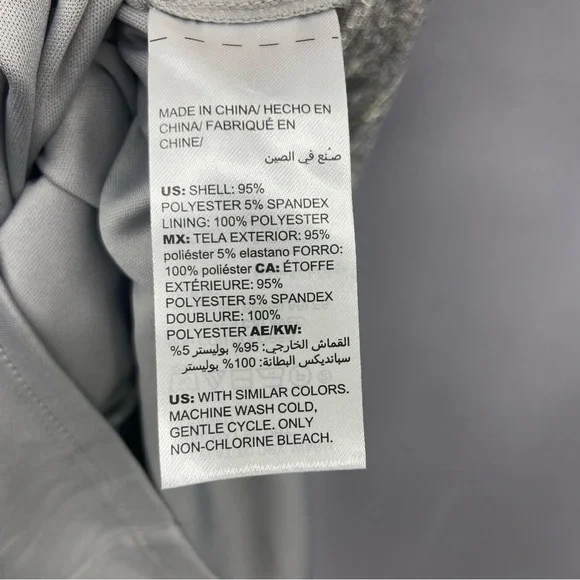 MADE IN CHINA/ HECHO EN
CHINA/ FABRIQUÉ EN
CHINE/
صُنع في الصين
US: SHELL: 95%
POLYESTER 5% SPANDEX
LINING: 100% POLYESTER
MX: TELA EXTERIOR: 95%
poliéster 5% elastano FORRO:
100% poliéster CA: ÉTOFFE
EXTÉRIEURE: 95%
POLYESTER 5% SPANDEX
DOUBLURE: 100%
POLYESTER AE/KW:
القماش الخارجي: 95% بوليستر 5%
سبانديكس البطانة: 100% بوليستر
US: WITH SIMILAR COLORS.
MACHINE WASH COLD,
GENTLE CYCLE. ONLY
NON-CHLORINE BLEACH.